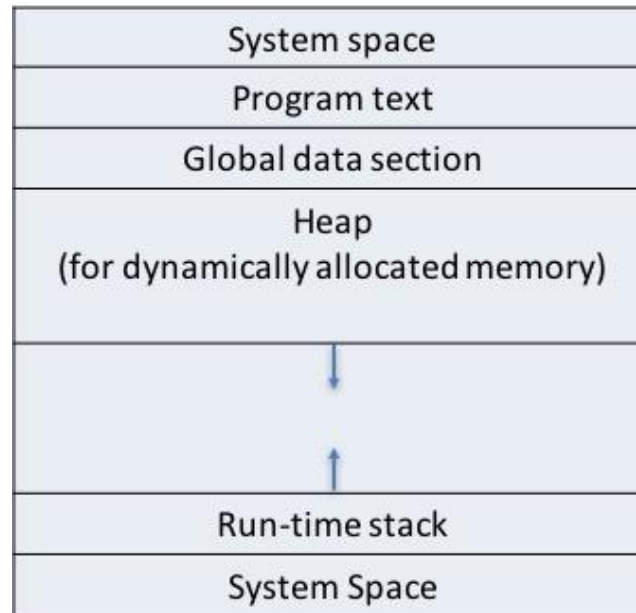 System space
Program text
Global data section
Heap
(for dynamically allocated memory)
Run-time stack
System Space